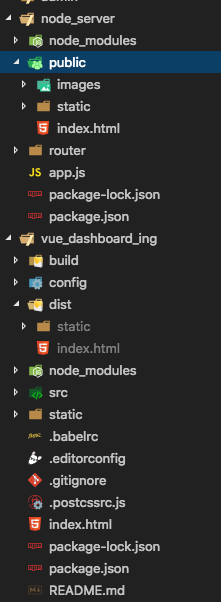 node_server
node_modules
public
images
static
index.html
router
JS app.js
package-lock.json
package.json
vue_dashboard_ing
build
config
dist
static
index.html
node_modules
src
static
.babelrc
.editorconfig
.gitignore
.postcssrc.js
index.html
package-lock.json
package.json
README.md